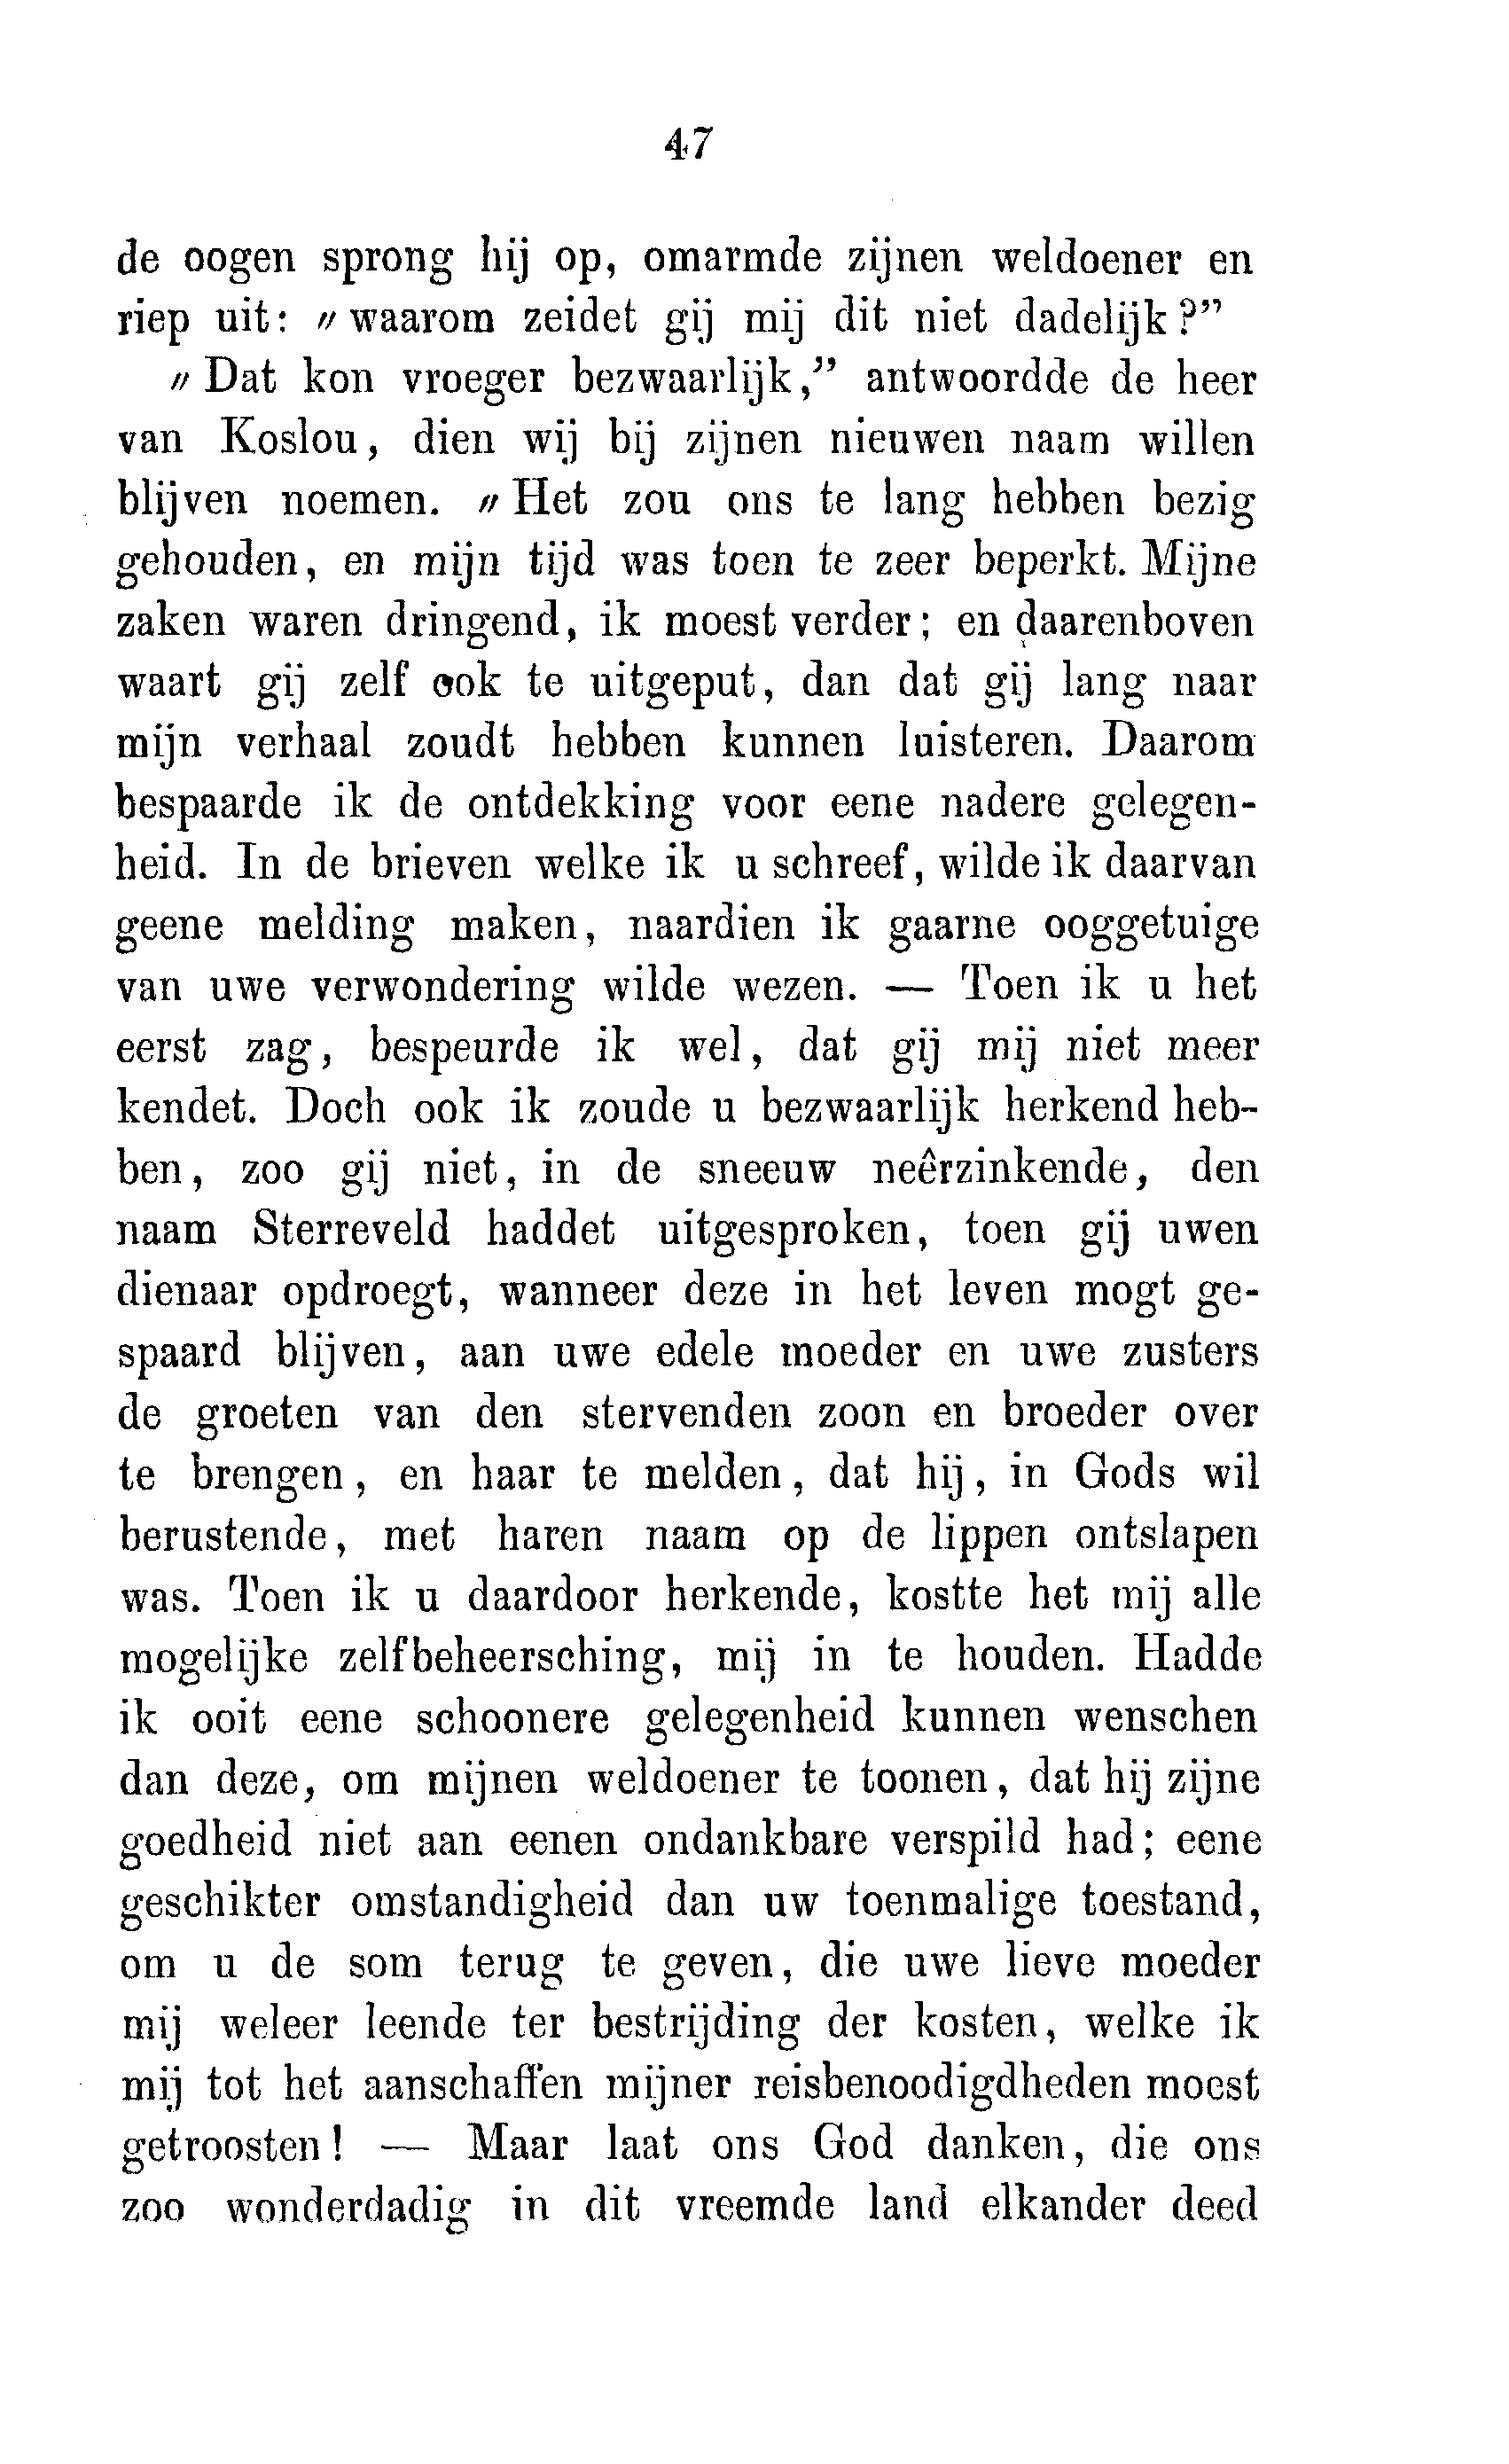 47
de oogen sprong hij op, omarmde zijnen weldoener en
riep uit: „waarom zeidet gij mij dit niet dadelijk?”
„Dat kon vroeger bezwaarlijk,” antwoordde de heer
van Koslou, dien wij bij zijnen nieuwen naam willen
blijven noemen. „Het zou ons te lang hebben bezig
gehouden, en mijn tijd was toen te zeer beperkt. Mijne
zaken waren dringend, ik moest verder; en daarenboven
waart gij zelf ook te uitgeput, dan dat gij lang naar
mijn verhaal zoudt hebben kunnen luisteren. Daarom
bespaarde ik de ontdekking voor eene nadere gelegen-
heid. In de brieven welke ik u schreef, wilde ik daarvan
geene melding maken, naardien ik gaarne ooggetuige
van uwe verwondering wilde wezen. — Toen ik u het
eerst zag, bespeurde ik wel, dat gij mij niet meer
kendet. Doch ook ik zoude u bezwaarlijk herkend heb-
ben, zoo gij niet, in de sneeuw neêrzinkende, den
naam Sterreveld haddet uitgesproken, toen gij uwen
dienaar opdroegt, wanneer deze in het leven mogt ge-
spaard blijven, aan uwe edele moeder en uwe zusters
de groeten van den stervenden zoon en broeder over
te brengen, en haar te melden, dat hij, in Gods wil
berustende, met haren naam op de lippen ontslapen
was. Toen ik u daardoor herkende, kostte het mij alle
mogelijke zelfbeheersching, mij in te houden. Hadde
ik ooit eene schoonere gelegenheid kunnen wenschen
dan deze, om mijnen weldoener te toonen, dat hij zijne
goedheid niet aan eenen ondankbare verspild had; eene
geschikter omstandigheid dan uw toenmalige toestand,
om u de som terug te geven, die uwe lieve moeder
mij weleer leende ter bestrijding der kosten, welke ik
mij tot het aanschaffen mijner reisbenoodigdheden moest
getroosten! — Maar laat ons God danken, die ons
zoo wonderdadig in dit vreemde land elkander deed